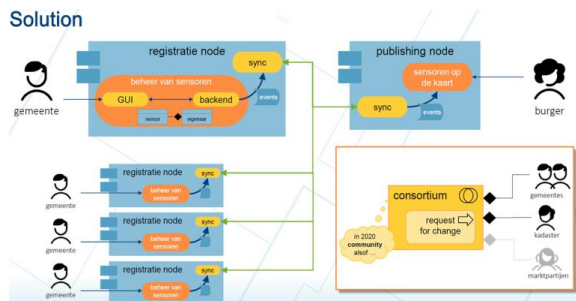 Solution
registratie node
sync
beheer van sensoren
GUI
backend
events
sensor
eigenaar
gemeente
publishing node
sensoren op
de kaart
sync
events
burger
registratie node
sync
beheer van
sensoren
gemeente
registratie node
sync
beheer van
sensoren
gemeente
registratie node
sync
beheer van
sensoren
gemeente
consortium
request
for change
in 2020
community
alsof ...
gemeentes
kadaster
marktpartijen